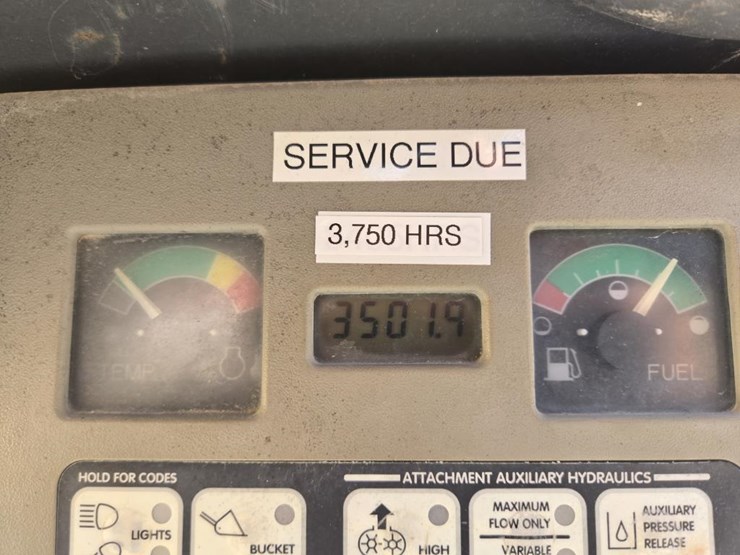 SERVICE DUE
3,750 HRS
3501.9
TEMP
FUEL
HOLD FOR CODES
ATTACHMENT AUXILIARY HYDRAULICS
LIGHTS
BUCKET
HIGH
MAXIMUM
FLOW ONLY
VARIABLE
AUXILIARY
PRESSURE
RELEASE